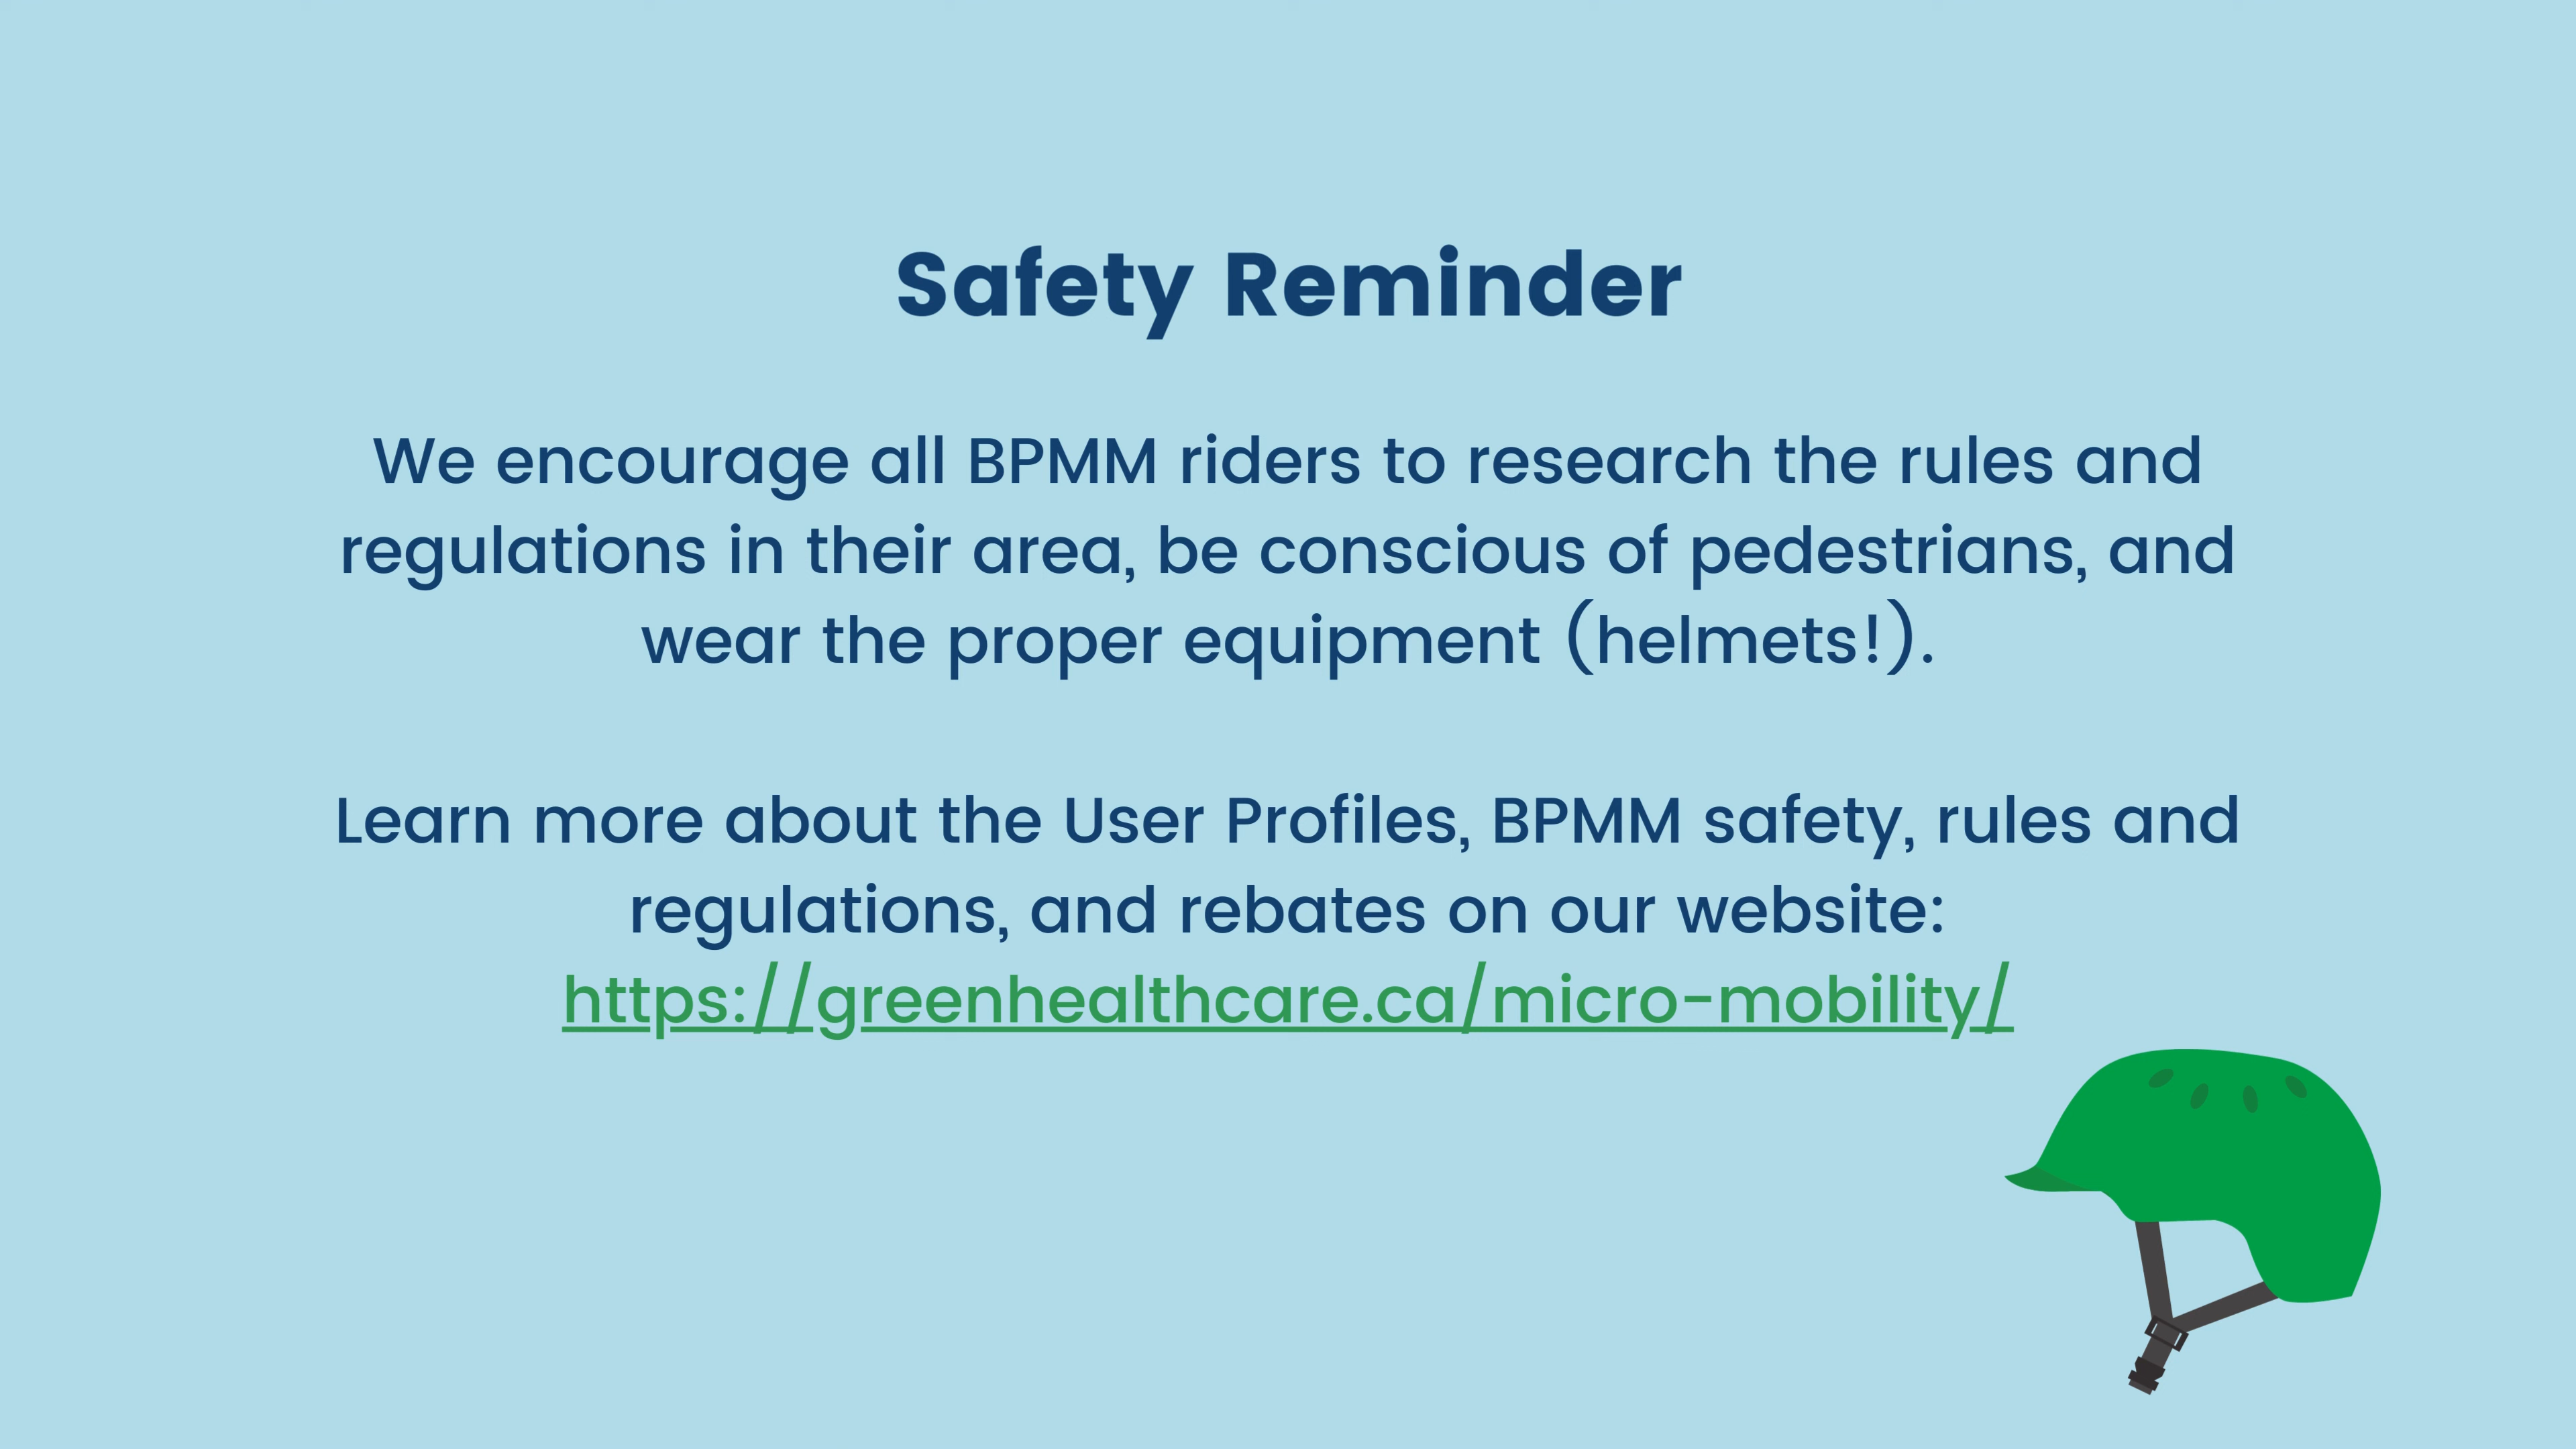 Safety Reminder
We encourage all BPMM riders to research the rules and
regulations in their area, be conscious of pedestrians, and
wear the proper equipment (helmets!).
Learn more about the User Profiles, BPMM safety, rules and
regulations, and rebates on our website:
https://greenhealthcare.ca/micro-mobility/